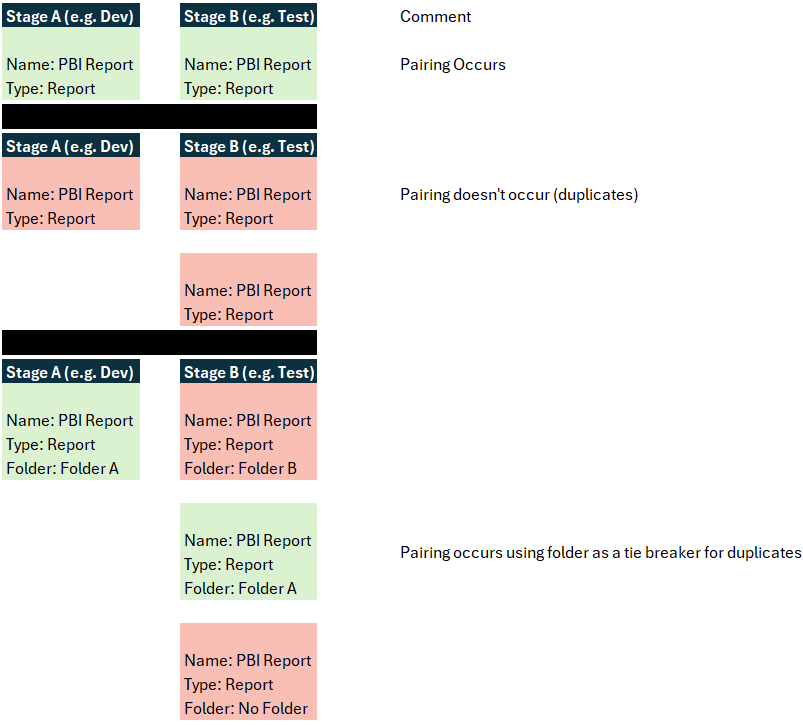 Stage A (e.g. Dev) Stage B (e.g. Test) Comment
Name: PBI Report Name: PBI Report Pairing Occurs
Type: Report Type: Report
Stage A (e.g. Dev) Stage B (e.g. Test)
Name: PBI Report Name: PBI Report Pairing doesn't occur (duplicates)
Type: Report Type: Report
Name: PBI Report
Type: Report
Stage A (e.g. Dev) Stage B (e.g. Test)
Name: PBI Report Name: PBI Report
Type: Report Type: Report
Folder: Folder A Folder: Folder B
Name: PBI Report
Pairing occurs using folder as a tie breaker for duplicates
Type: Report
Folder: Folder A
Name: PBI Report
Type: Report
Folder: No Folder